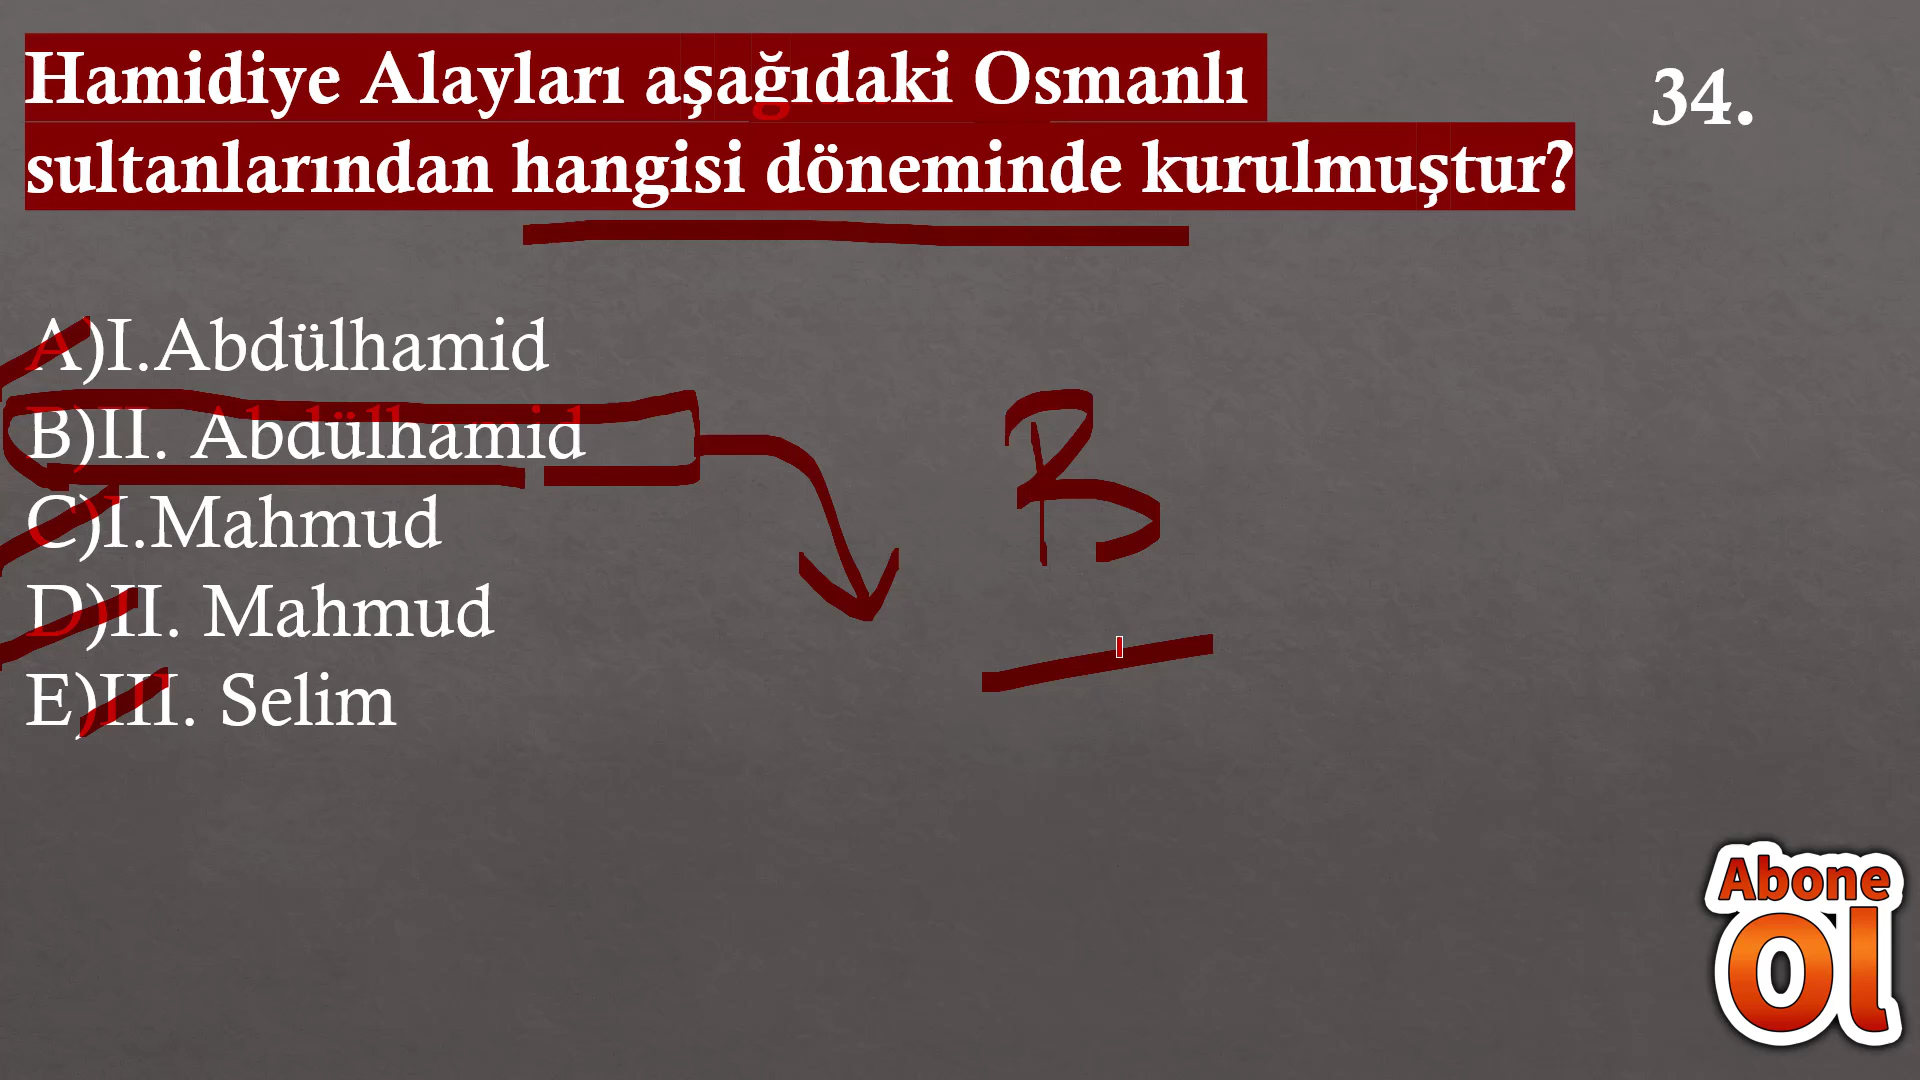 Hamidiye Alayları aşağıdaki Osmanlı
sultanlarından hangisi döneminde kurulmuştur?
34.
A)I.Abdülhamid
B)II. Abdülhamid
C)I.Mahmud
D)II. Mahmud
E)III. Selim
B
Abone
Ol